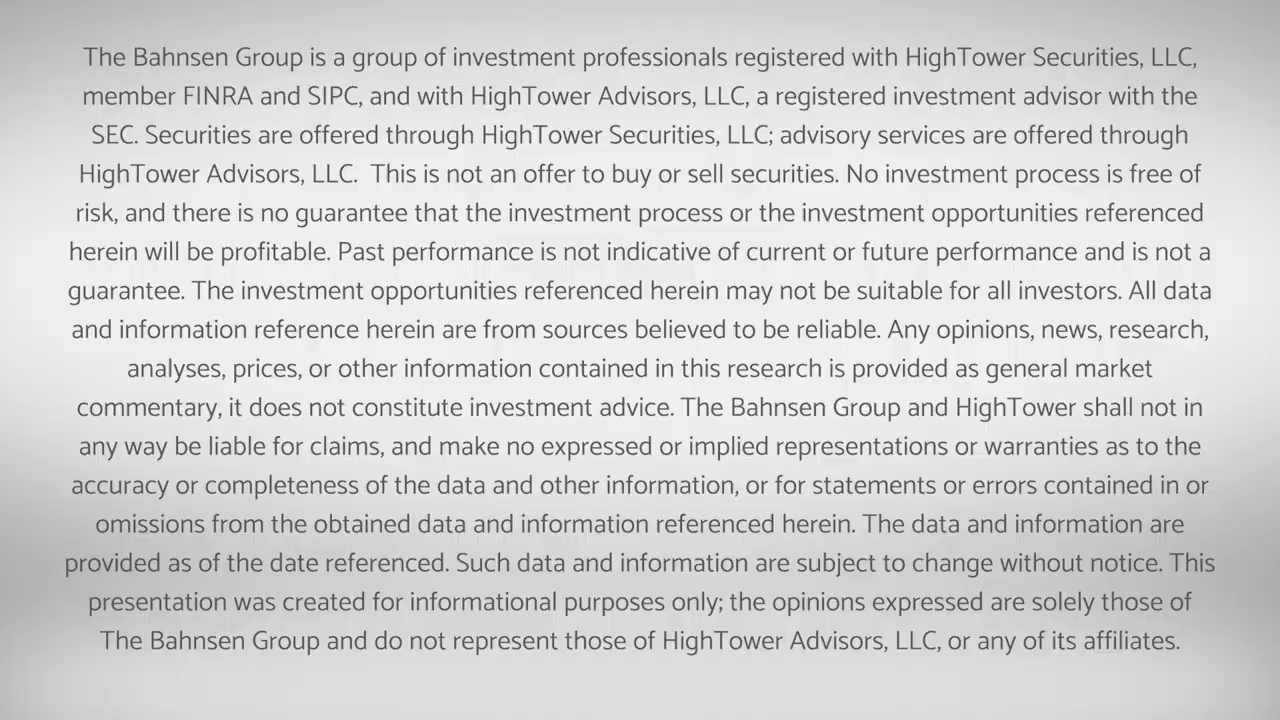 The Bahnsen Group is a group of investment professionals registered with HighTower Securities, LLC,
member FINRA and SIPC, and with HighTower Advisors, LLC, a registered investment advisor with the
SEC. Securities are offered through HighTower Securities, LLC; advisory services are offered through
HighTower Advisors, LLC.  This is not an offer to buy or sell securities. No investment process is free of
risk, and there is no guarantee that the investment process or the investment opportunities referenced
herein will be profitable. Past performance is not indicative of current or future performance and is not a
guarantee. The investment opportunities referenced herein may not be suitable for all investors. All data
and information reference herein are from sources believed to be reliable. Any opinions, news, research,
analyses, prices, or other information contained in this research is provided as general market
commentary, it does not constitute investment advice. The Bahnsen Group and HighTower shall not in
any way be liable for claims, and make no expressed or implied representations or warranties as to the
accuracy or completeness of the data and other information, or for statements or errors contained in or
omissions from the obtained data and information referenced herein. The data and information are
provided as of the date referenced. Such data and information are subject to change without notice. This
presentation was created for informational purposes only; the opinions expressed are solely those of
The Bahnsen Group and do not represent those of HighTower Advisors, LLC, or any of its affiliates.